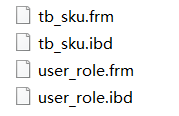 tb_sku.frm
tb_sku.ibd
user_role.frm
user_role.ibd